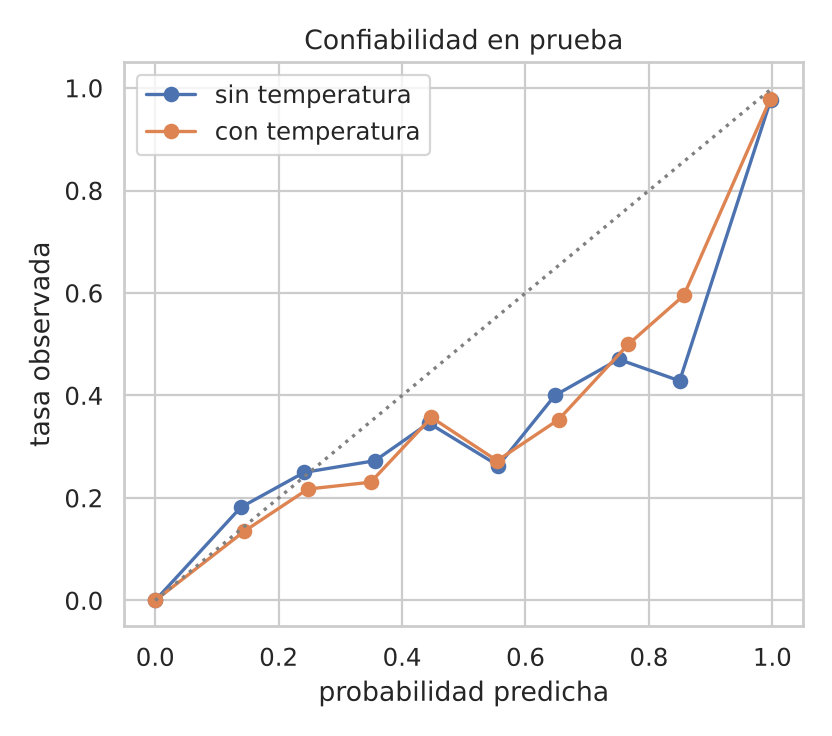 Confiabilidad en prueba
sin temperatura
con temperatura
tasa observada
1.0
0.8
0.6
0.4
0.2
0.0
0.0 0.2 0.4 0.6 0.8 1.0
probabilidad predicha